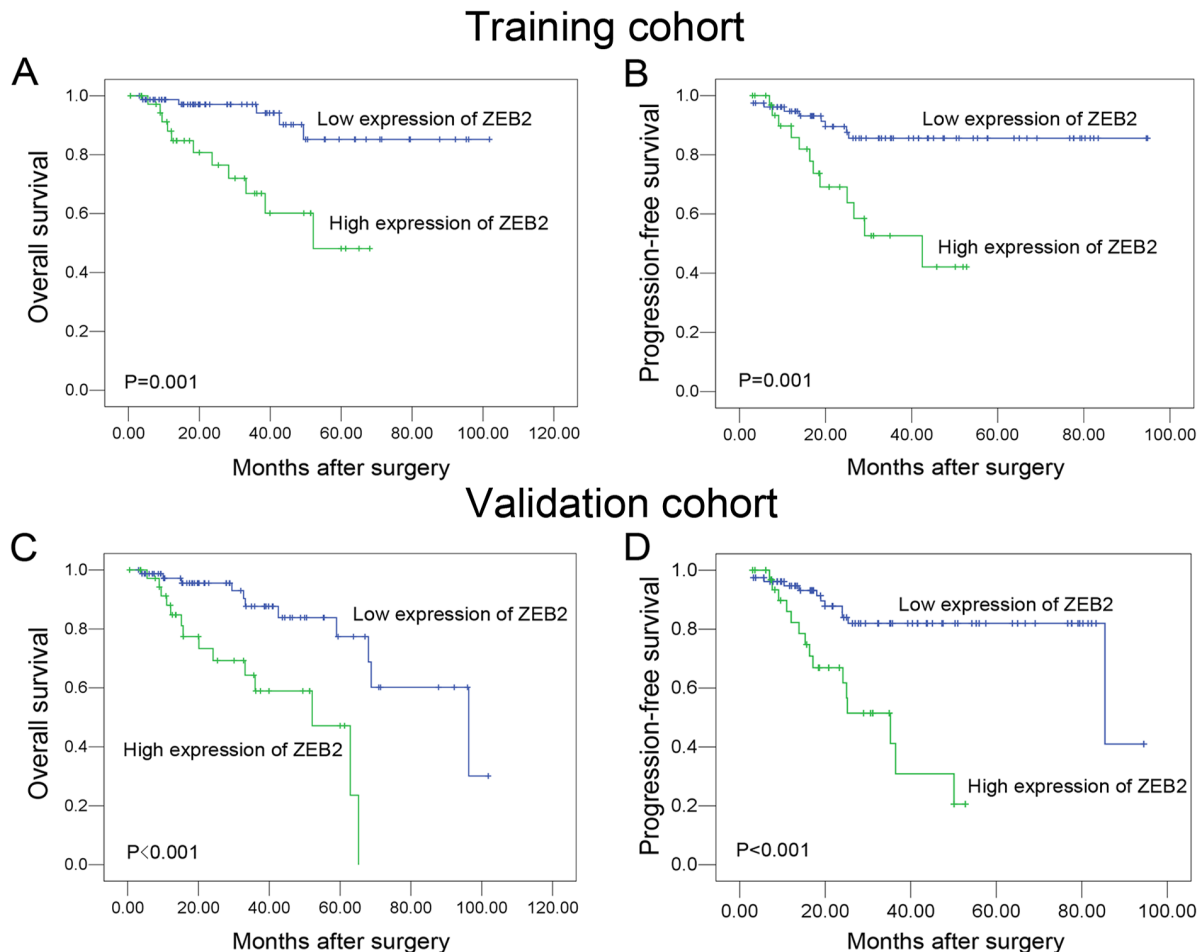 Training cohort
A
Overall survival
1.0
0.8
0.6
0.4
0.2
0.0
Low expression of ZEB2
High expression of ZEB2
P=0.001
0.00 20.00 40.00 60.00 80.00 100.00 120.00
Months after surgery
B
Progression-free survival
1.0
0.8
0.6
0.4
0.2
0.0
Low expression of ZEB2
High expression of ZEB2
P=0.001
0.00 20.00 40.00 60.00 80.00 100.00
Months after surgery
Validation cohort
C
Overall survival
1.0
0.8
0.6
0.4
0.2
0.0
Low expression of ZEB2
High expression of ZEB2
P<0.001
0.00 20.00 40.00 60.00 80.00 100.00 120.00
Months after surgery
D
Progression-free survival
1.0
0.8
0.6
0.4
0.2
0.0
Low expression of ZEB2
High expression of ZEB2
P<0.001
0.00 20.00 40.00 60.00 80.00 100.00
Months after surgery